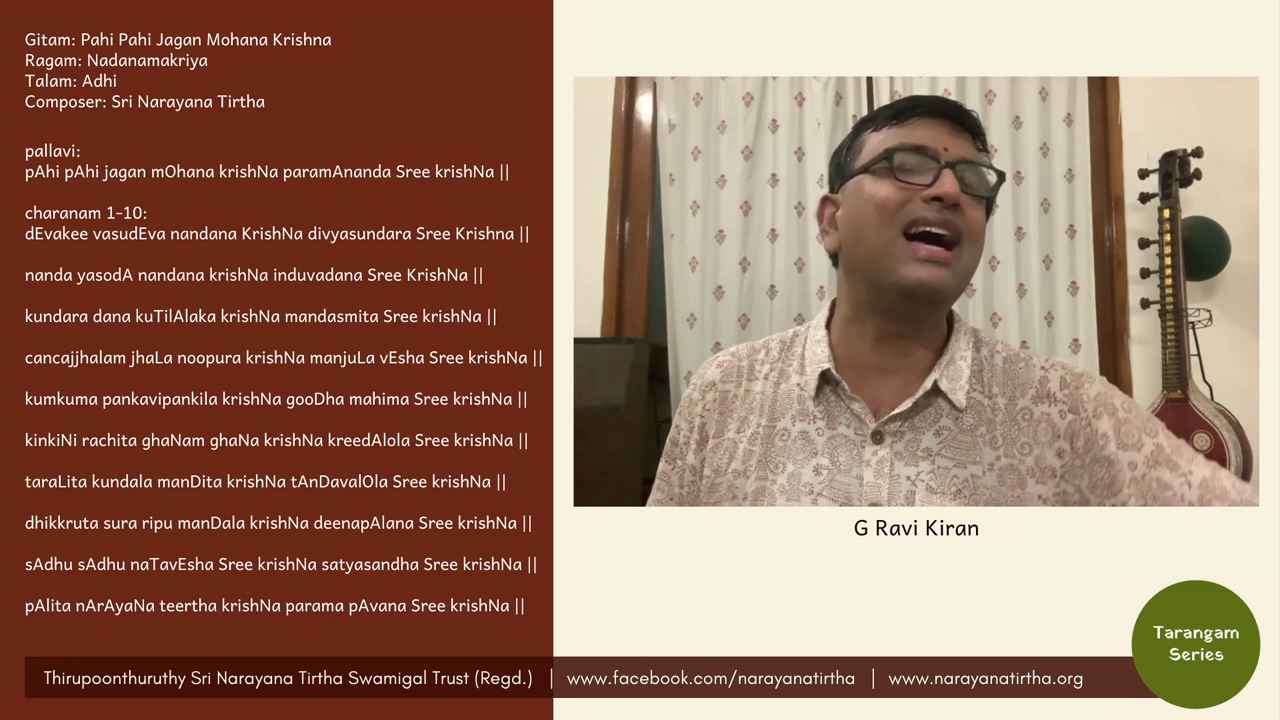 Gitam: Pahi Pahi Jagan Mohana Krishna
Ragam: Nadanamakriya
Talam: Adhi
Composer: Sri Narayana Tirtha
pallavi:
pAhi pAhi jagan mOhana krishNa paramAnanda Sree krishNa ||
charanam 1-10:
dEvakee vasudEva nandana KrishNa divyasundara Sree Krishna ||
nanda yasodA nandana krishNa induvadana Sree KrishNa ||
kundara dana kuTilAlaka krishNa mandasmita Sree krishNa ||
cancajjhalam jhaLa noopura krishNa manjuLa vEsha Sree krishNa ||
kumkuma pankavipankila krishNa gooDha mahima Sree krishNa ||
kinkiNi rachita ghaNam ghaNa krishNa kreedAlola Sree krishNa ||
taraLita kundala manDita krishNa tAnDavalOla Sree krishNa ||
dhikkruta sura ripu manDala krishNa deenapAlana Sree krishNa ||
sAdhu sAdhu naTavEsha Sree krishNa satyasandha Sree krishNa ||
pAlita nArAyaNa teertha krishNa parama pAvana Sree krishNa ||
G Ravi Kiran
Tarangam
Series
Thirupoonthuruthy Sri Narayana Tirtha Swamigal Trust (Regd.) | www.facebook.com/narayanatirtha | www.narayanatirtha.org